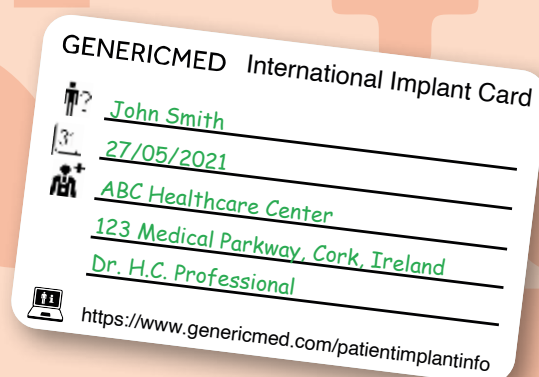 GENERICMED International Implant Card
John Smith
27/05/2021
ABC Healthcare Center
123 Medical Parkway, Cork, Ireland
Dr. H.C. Professional
https://www.genericmed.com/patientimplantinfo